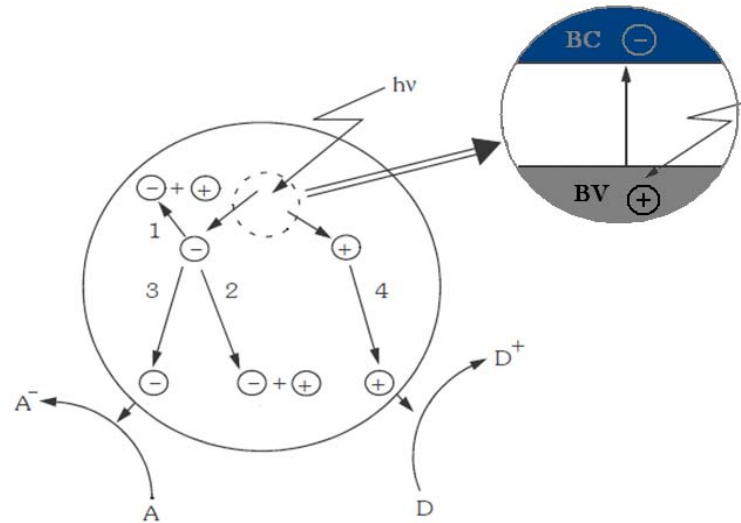 BC −
hν
BV +
− + +
1
−
+
3
2
4
−
− + +
+
D⁺
A⁻
A
D